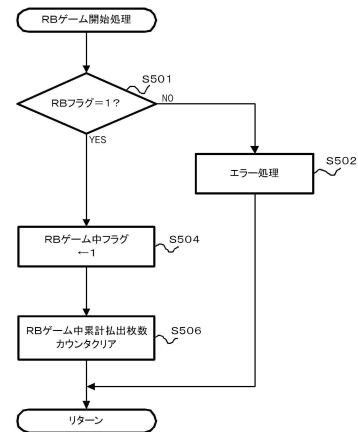 RBゲーム開始処理
S501
RBフラグ=1?
NO
YES
S502
エラー処理
RBゲーム中フラグ
←1
S504
RBゲーム中累計払出枚数
カウンタクリア
S506
リターン